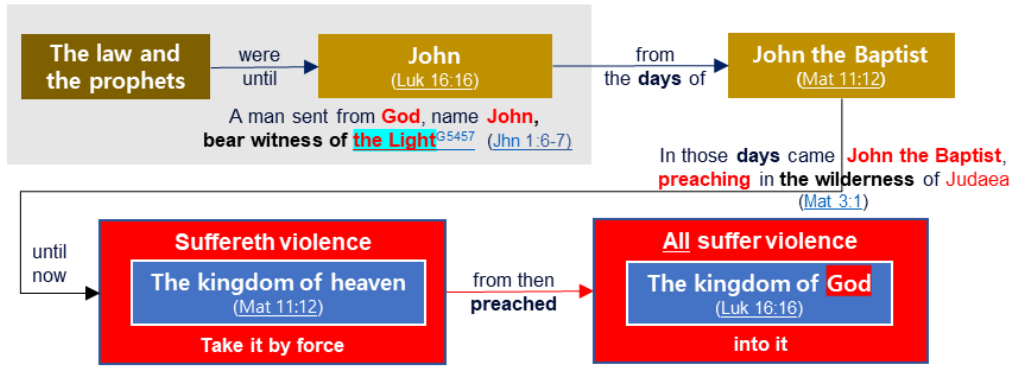 The law and
the prophets
were
until
John
(Luk 16:16)
from
the days of
John the Baptist
(Mat 11:12)
A man sent from God, name John,
bear witness of the LightG5457 (Jhn 1:6-7)
In those days came John the Baptist,
preaching in the wilderness of Judaea
(Mat 3:1)
until
now
Suffereth violence
The kingdom of heaven
(Mat 11:12)
Take it by force
from then
preached
All suffer violence
The kingdom of God
(Luk 16:16)
into it